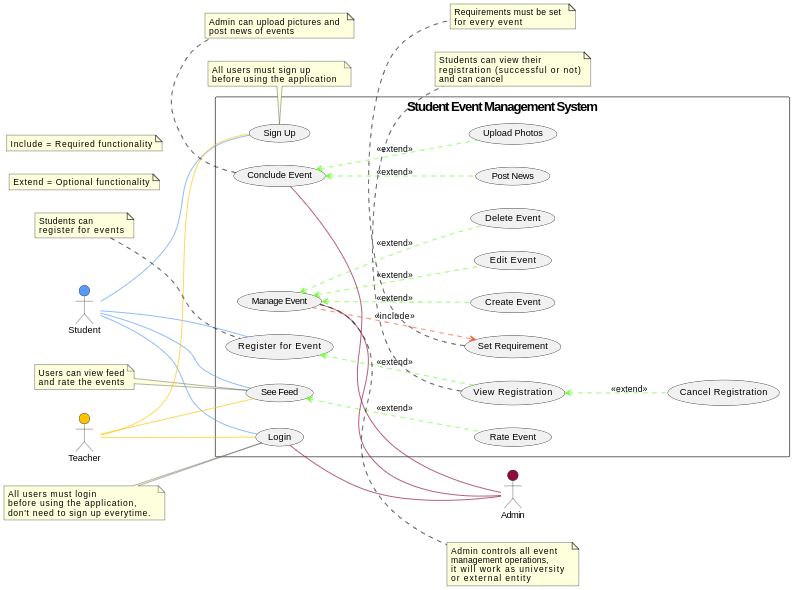 Admin can upload pictures and
post news of events
Requirements must be set
for every event
All users must sign up
before using the application
Students can view their
registration (successful or not)
and can cancel
Student Event Management System
Include = Required functionality
Extend = Optional functionality
Students can
register for events
Sign Up
Upload Photos
«extend»
Conclude Event
«extend»
Post News
Delete Event
«extend»
Edit Event
«extend»
Manage Event
«extend»
Create Event
«include»
Student
Register for Event
Set Requirement
«extend»
Users can view feed
and rate the events
See Feed
View Registration
«extend»
Cancel Registration
«extend»
Login
Rate Event
Teacher
All users must login
before using the application,
don't need to sign up everytime.
Admin
Admin controls all event
management operations,
it will work as university
or external entity